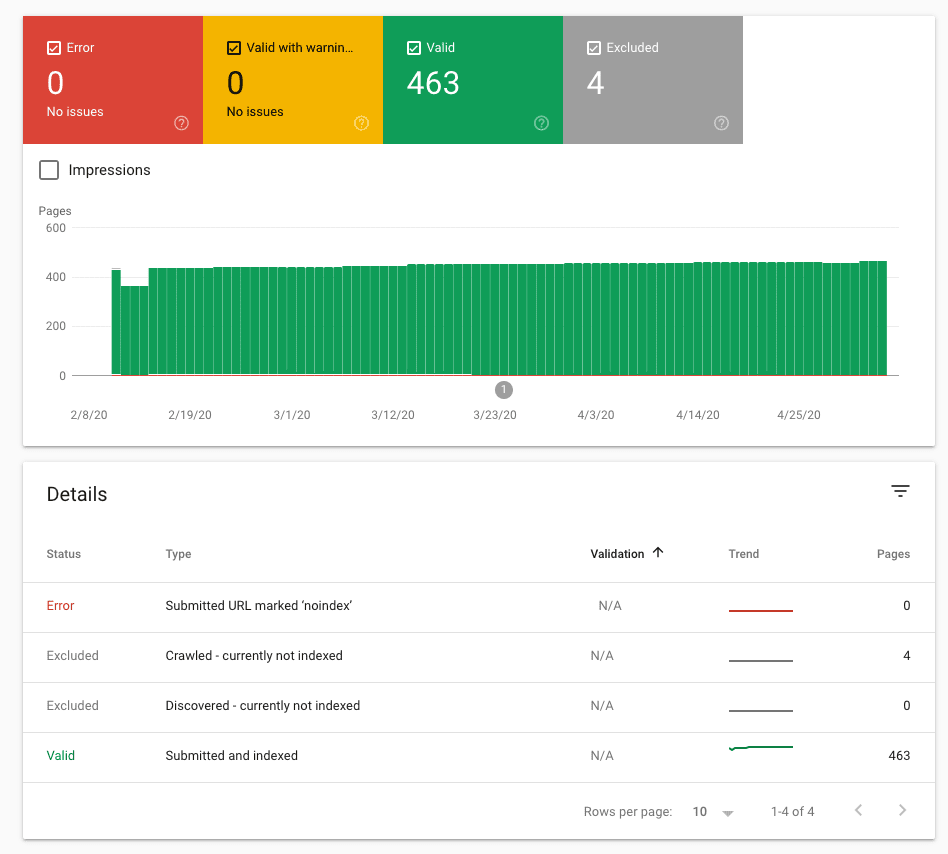 Error
0
No issues
Valid with warnin...
0
No issues
Valid
463
Excluded
4
Impressions
Pages
600
400
200
0
1
2/8/20 2/19/20 3/1/20 3/12/20 3/23/20 4/3/20 4/14/20 4/25/20
Details
Status Type Validation Trend Pages
Error Submitted URL marked ‘noindex’ N/A 0
Excluded Crawled - currently not indexed N/A 4
Excluded Discovered - currently not indexed N/A 0
Valid Submitted and indexed N/A 463
Rows per page: 10 1-4 of 4